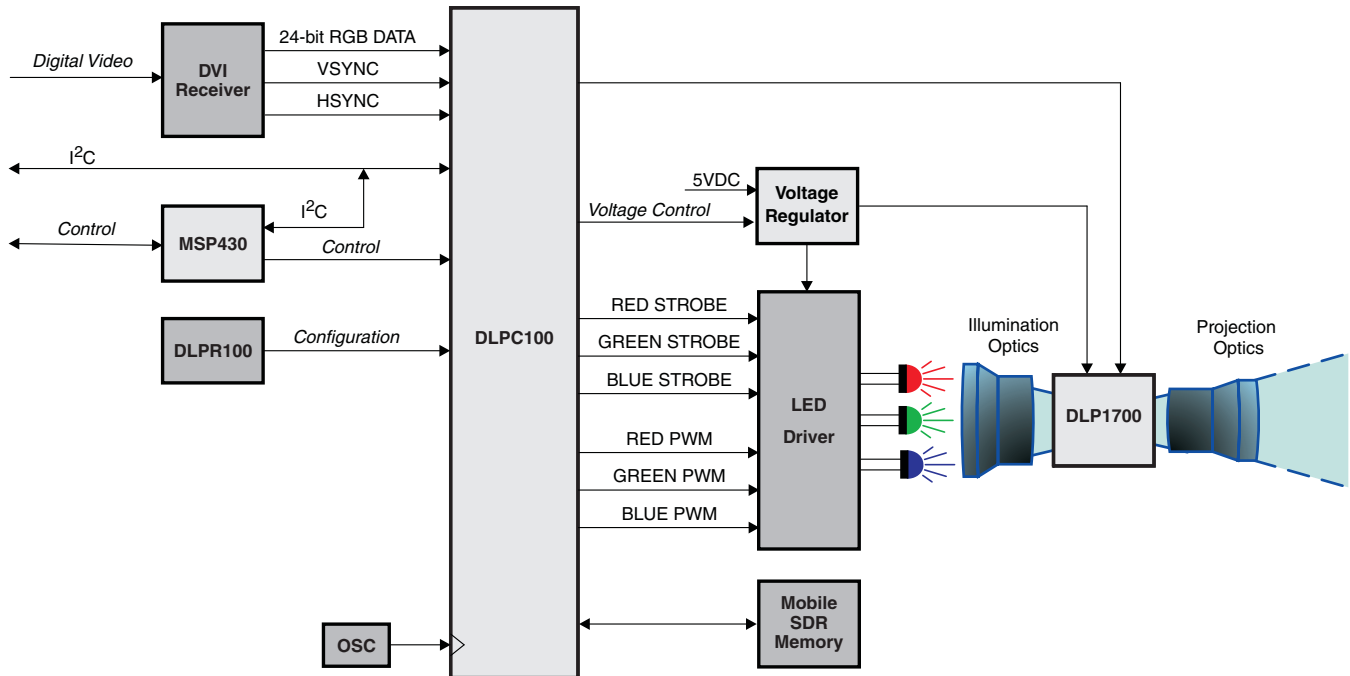 Digital Video
DVI
Receiver
24-bit RGB DATA
VSYNC
HSYNC
I²C
I²C
Control
MSP430
Control
DLPR100
Configuration
OSC
DLPC100
5VDC
Voltage Control
Voltage
Regulator
RED STROBE
GREEN STROBE
BLUE STROBE
RED PWM
GREEN PWM
BLUE PWM
LED
Driver
Mobile
SDR
Memory
Illumination
Optics
DLP1700
Projection
Optics